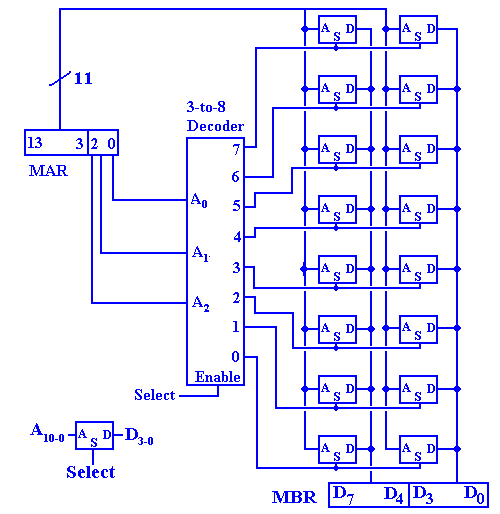 A S D A S D
11
3-to-8
Decoder
7
A S D A S D
13 3 2 0
MAR
6
A S D A S D
5
A0
A S D A S D
4
A1
3
A S D A S D
A2
2
1
A S D A S D
0
Enable
Select
A S D A S D
A10-0 A S D D3-0
Select
A S D A S D
MBR D7 D4 D3 D0